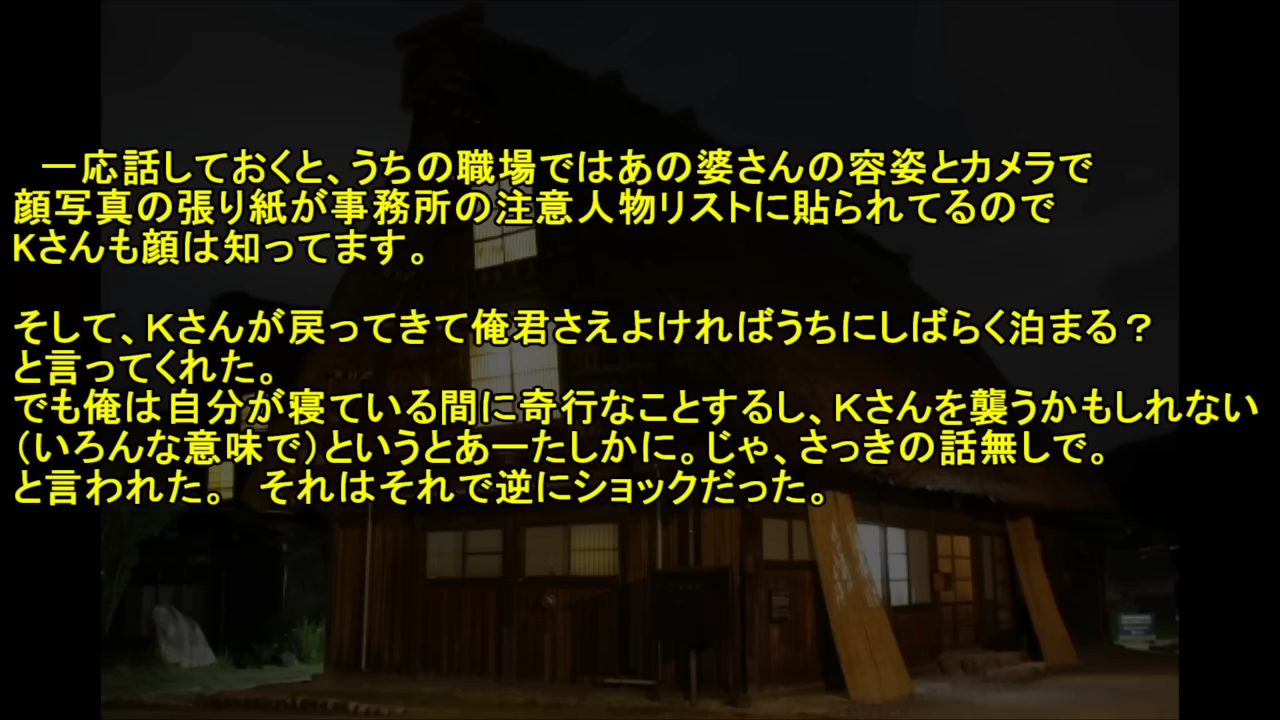 一応話しておくと、うちの職場ではあの婆さんの容姿とカメラで
顔写真の張り紙が事務所の注意人物リストに貼られてるので
Kさんも顔は知ってます。
そして、Kさんが戻ってきて俺君さえよければうちにしばらく泊まる？
と言ってくれた。
でも俺は自分が寝ている間に奇行なことするし、Kさんを襲うかもしれない
（いろんな意味で）というとあーたしかに。じゃ、さっきの話無しで。
と言われた。　それはそれで逆にショックだった。